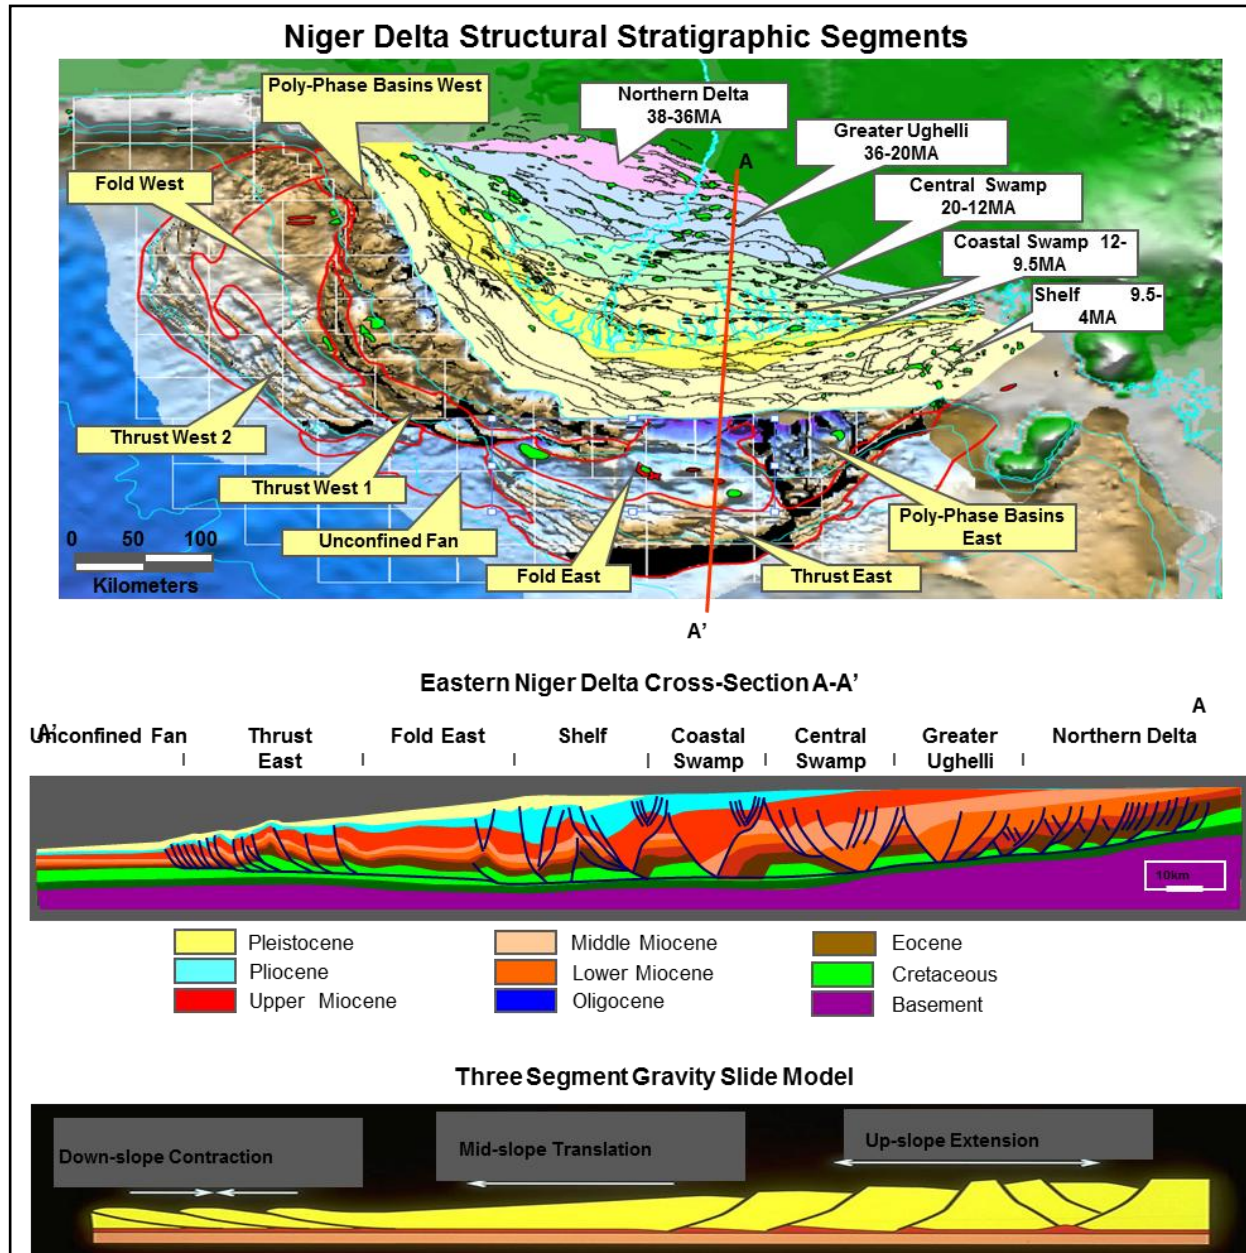 Niger Delta Structural Stratigraphic Segments
Poly-Phase Basins West
Northern Delta
38-36MA
Greater Ughelli
36-20MA
A
Fold West
Central Swamp
20-12MA
Coastal Swamp 12-
9.5MA
Shelf 9.5-
4MA
Thrust West 2
Thrust West 1
Poly-Phase Basins
East
Unconfined Fan
Fold East
Thrust East
0 50 100
Kilometers
A'
Eastern Niger Delta Cross-Section A-A'
A
A'
Unconfined Fan
Thrust
East
Fold East
Shelf
Coastal
Swamp
Central
Swamp
Greater
Ughelli
Northern Delta
10km
Pleistocene
Middle Miocene
Eocene
Pliocene
Lower Miocene
Cretaceous
Upper Miocene
Oligocene
Basement
Three Segment Gravity Slide Model
Down-slope Contraction
Mid-slope Translation
Up-slope Extension